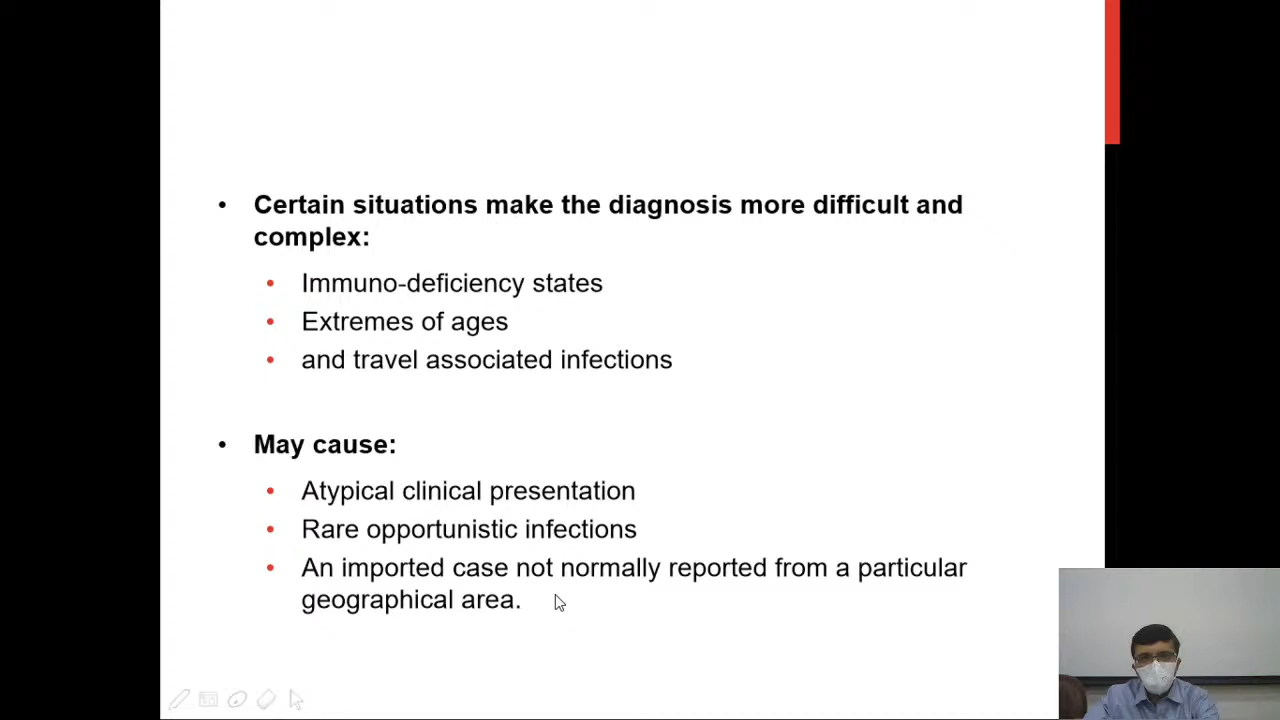 • Certain situations make the diagnosis more difficult and
complex:
• Immuno-deficiency states
• Extremes of ages
• and travel associated infections
• May cause:
• Atypical clinical presentation
• Rare opportunistic infections
• An imported case not normally reported from a particular
geographical area.